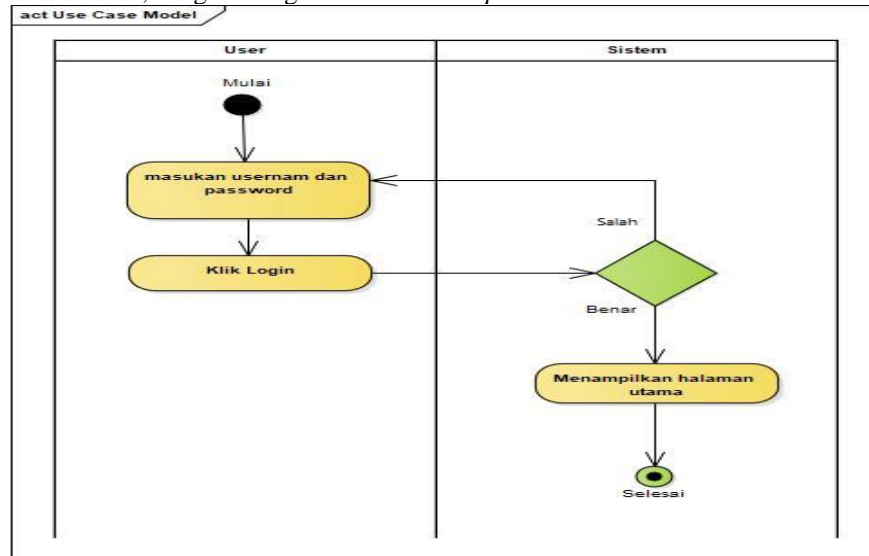 act Use Case Model
User
Sistem
Mulai
masukan usernam dan
password
Salah
Klik Login
Benar
Menampilkan halaman
utama
Selesai